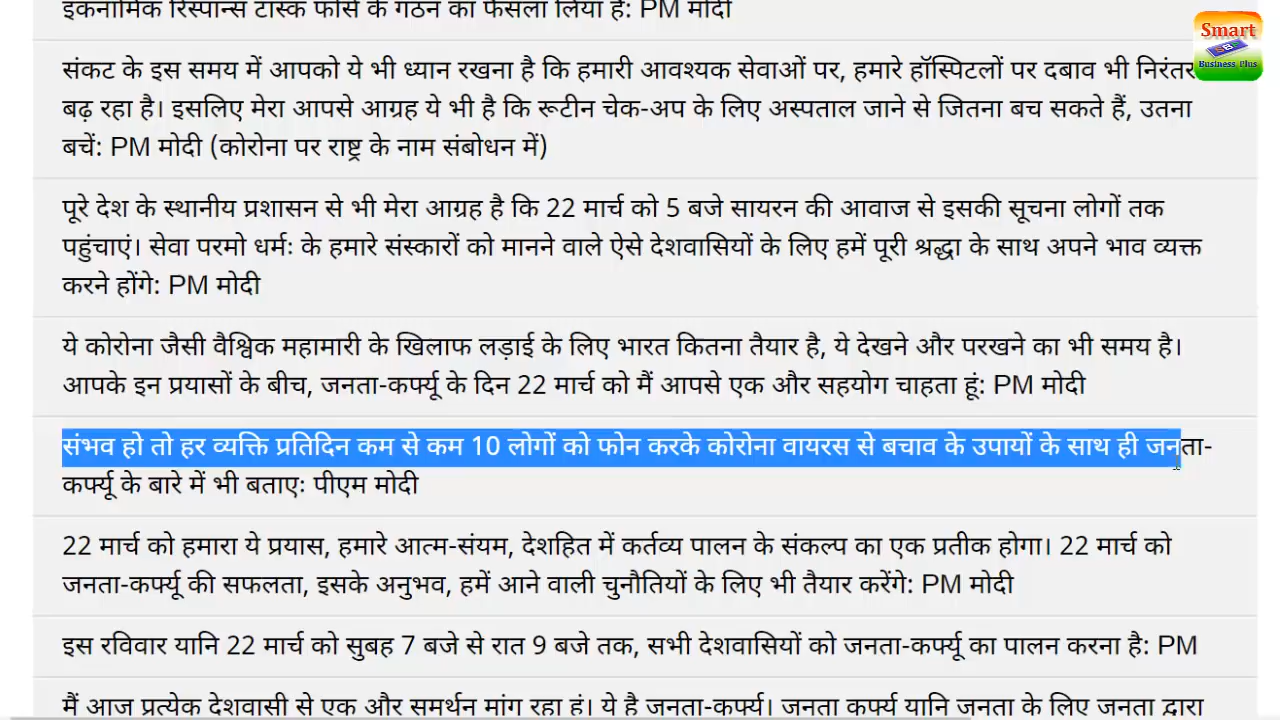 इकनॉमिक रिस्पॉन्स टास्क फोर्स के गठन का फैसला लिया है: PM मोदी
Smart
SBP
Business Plus
संकट के इस समय में आपको ये भी ध्यान रखना है कि हमारी आवश्यक सेवाओं पर, हमारे हॉस्पिटलों पर दबाव भी निरंतर
बढ़ रहा है। इसलिए मेरा आपसे आग्रह ये भी है कि रूटीन चेक-अप के लिए अस्पताल जाने से जितना बच सकते हैं, उतना
बचें: PM मोदी (कोरोना पर राष्ट्र के नाम संबोधन में)
पूरे देश के स्थानीय प्रशासन से भी मेरा आग्रह है कि 22 मार्च को 5 बजे सायरन की आवाज से इसकी सूचना लोगों तक
पहुंचाएं। सेवा परमो धर्मः के हमारे संस्कारों को मानने वाले ऐसे देशवासियों के लिए हमें पूरी श्रद्धा के साथ अपने भाव व्यक्त
करने होंगे: PM मोदी
ये कोरोना जैसी वैश्विक महामारी के खिलाफ लड़ाई के लिए भारत कितना तैयार है, ये देखने और परखने का भी समय है।
आपके इन प्रयासों के बीच, जनता-कर्फ्यू के दिन 22 मार्च को मैं आपसे एक और सहयोग चाहता हूं: PM मोदी
संभव हो तो हर व्यक्ति प्रतिदिन कम से कम 10 लोगों को फोन करके कोरोना वायरस से बचाव के उपायों के साथ ही जनता-
कर्फ्यू के बारे में भी बताएः पीएम मोदी
22 मार्च को हमारा ये प्रयास, हमारे आत्म-संयम, देशहित में कर्तव्य पालन के संकल्प का एक प्रतीक होगा। 22 मार्च को
जनता-कर्फ्यू की सफलता, इसके अनुभव, हमें आने वाली चुनौतियों के लिए भी तैयार करेंगे: PM मोदी
इस रविवार यानि 22 मार्च को सुबह 7 बजे से रात 9 बजे तक, सभी देशवासियों को जनता-कर्फ्यू का पालन करना है: PM
मैं आज प्रत्येक देशवासी से एक और समर्थन मांग रहा हूं। ये है जनता-कर्फ्यू। जनता कर्फ्यू यानि जनता के लिए जनता द्वारा